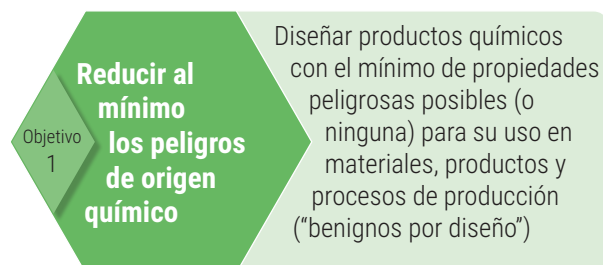 Objetivo
1
Reducir al
mínimo
los peligros
de origen
químico
Diseñar productos químicos
con el mínimo de propiedades
peligrosas posibles (o
ninguna) para su uso en
materiales, productos y
procesos de producción
(“benignos por diseño”)